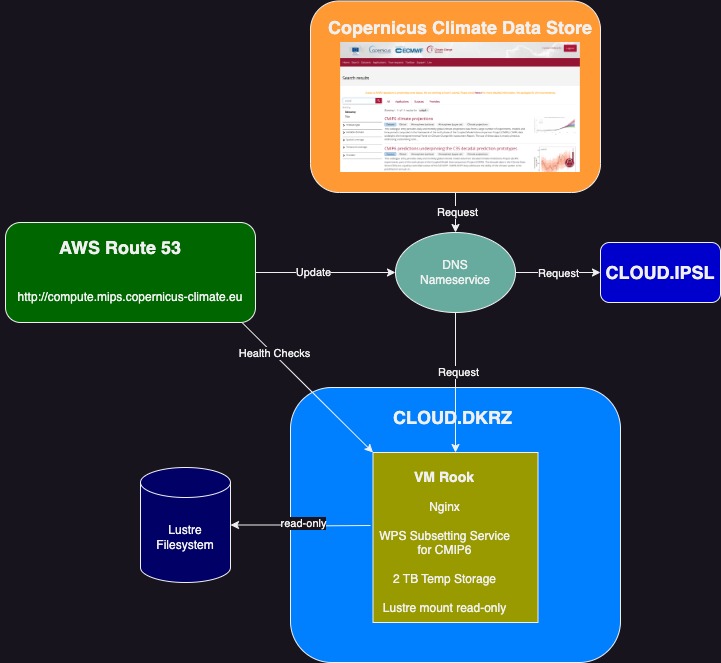 Copernicus Climate Data Store
Copernicus
ECMWF
Search results
CMIP6 climate projections
CMIP6 predictions underpinning the C3S decadal prediction prototypes
Request
AWS Route 53
http://compute.mips.copernicus-climate.eu
Update
DNS
Nameservice
Request
CLOUD.IPSL
Health Checks
Request
CLOUD.DKRZ
VM Rook
Nginx
WPS Subsetting Service
for CMIP6
2 TB Temp Storage
Lustre mount read-only
read-only
Lustre
Filesystem